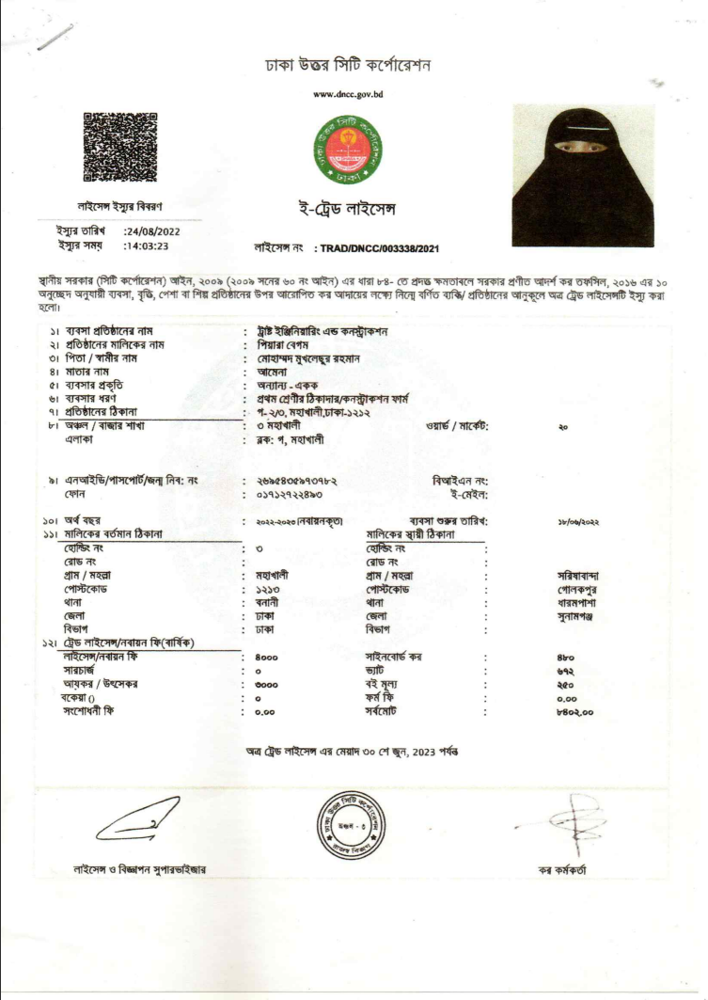 ঢাকা উত্তর সিটি কর্পোরেশন
www.dncc.gov.bd
লাইসেন্স ইস্যুর বিবরণ
ই-ট্রেড লাইসেন্স
ইস্যুর তারিখ :24/08/2022
ইস্যুর সময় :14:03:23
লাইসেন্স নং : TRAD/DNCC/003338/2021
স্থানীয় সরকার (সিটি কর্পোরেশন) আইন, ২০০৯ (২০০৯ সনের ৬০ নং আইন) এর ধারা ৮৪- তে প্রদত্ত ক্ষমতাবলে সরকার প্রণীত আদর্শ কর তফসিল, ২০১৬ এর ১০
অনুচ্ছেদ অনুযায়ী ব্যবসা, বৃত্তি, পেশা বা শিল্প প্রতিষ্ঠানের উপর আরোপিত কর আদায়ের লক্ষ্যে নিম্নে বর্ণিত ব্যক্তি/ প্রতিষ্ঠানের অনুকূলে অত্র ট্রেড লাইসেন্সটি ইস্যু করা
হলো।
১। ব্যবসা প্রতিষ্ঠানের নাম : ট্রাষ্টি ইঞ্জিনিয়ারিং এন্ড কনস্ট্রাকশন
২। প্রতিষ্ঠানের মালিকের নাম : পিয়ারা বেগম
৩। পিতা / স্বামীর নাম : মোহাম্মদ মুখলেছুর রহমান
৪। মাতার নাম : আমেনা
৫। ব্যবসার প্রকৃতি : অন্যান্য - একক
৬। ব্যবসার ধরণ : প্রথম শ্রেণীর ঠিকাদার/কনস্ট্রাকশন ফার্ম
৭। প্রতিষ্ঠানের ঠিকানা : গ- ২/৩, মহাখালী,ঢাকা-১২১২
৮। অঞ্চল / বাজার শাখা : ৩ মহাখালী ওয়ার্ড / মার্কেট: ২০
এলাকা : ব্লক: গ, মহাখালী
৯। এনআইডি/পাসপোর্ট/জন্ম নিব: নং : ২৬৯৫৪৩৫৯১৩৭৮২ বিআইএন নং:
ফোন : ০১৭১২৭২২৪৯৩ ই-মেইল:
১০। অর্থ বছর : ২০২২-২০২৩ (নবায়নকৃত) ব্যবসা শুরুর তারিখ: ১৮/০৬/২০২২
১১। মালিকের বর্তমান ঠিকানা মালিকের স্থায়ী ঠিকানা
হোল্ডিং নং : ৩ হোল্ডিং নং :
রোড নং : রোড নং :
গ্রাম / মহল্লা : মহাখালী গ্রাম / মহল্লা : সরিষাবান্দা
পোস্টকোড : ১২১৩ পোস্টকোড : গোলকপুর
থানা : বনানী থানা : ধারমপাশা
জেলা : ঢাকা জেলা : সুনামগঞ্জ
বিভাগ : ঢাকা বিভাগ :
১২। ট্রেড লাইসেন্স/নবায়ন ফি(বার্ষিক)
লাইসেন্স/নবায়ন ফি : ৪০০০ সাইনবোর্ড কর : ৪৮০
সারচার্জ : ০ ভ্যাট : ৬৭২
আয়কর / উৎসেকর : ৩০০০ বই মূল্য : ২৫০
বকেয়া () : ০ ফর্ম ফি : ০.০০
সংশোধনী ফি : ০.০০ সর্বমোট : ৮৪০২.০০
অত্র ট্রেড লাইসেন্স এর মেয়াদ ৩০ শে জুন, 2023 পর্যন্ত
ঢাকা উত্তর সিটি কর্পোরেশন
অঞ্চল - ৩
রাজস্ব বিভাগ
লাইসেন্স ও বিজ্ঞাপন সুপারভাইজার
কর কর্মকর্তা